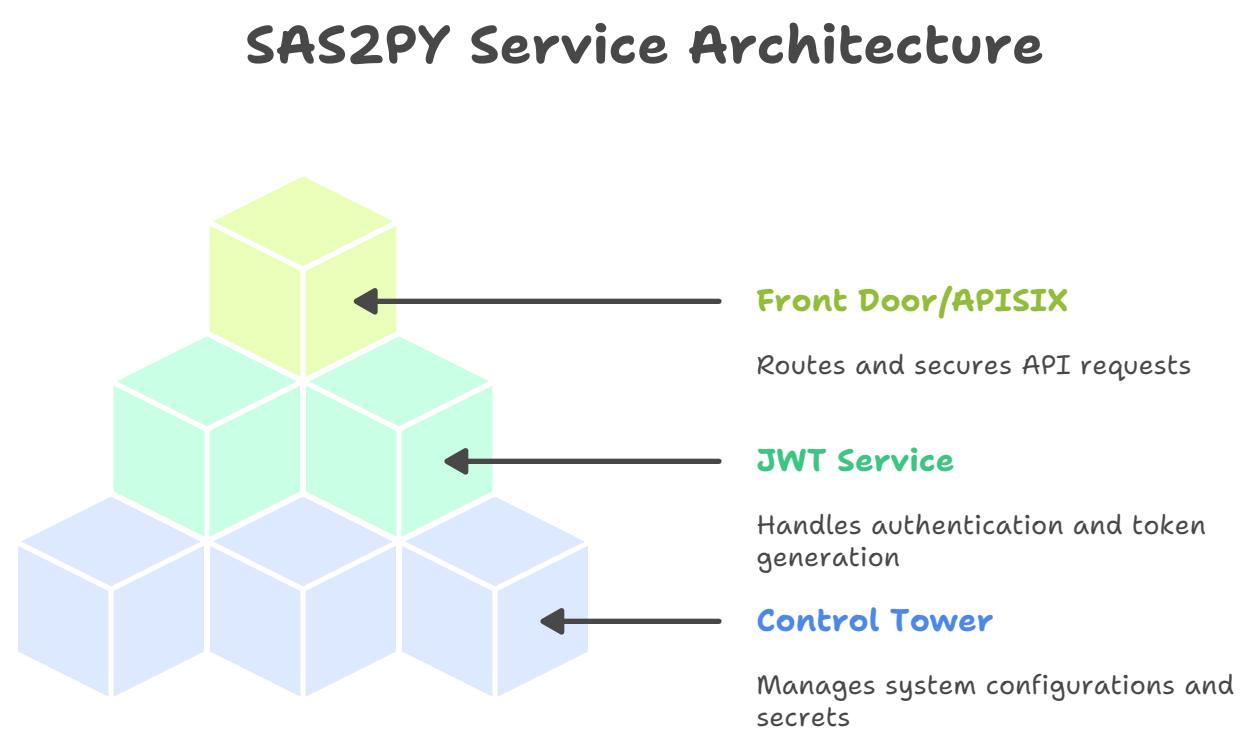 SAS2PY Service Architecture
Front Door/APISIX
Routes and secures API requests
JWT Service
Handles authentication and token
generation
Control Tower
Manages system configurations and
secrets